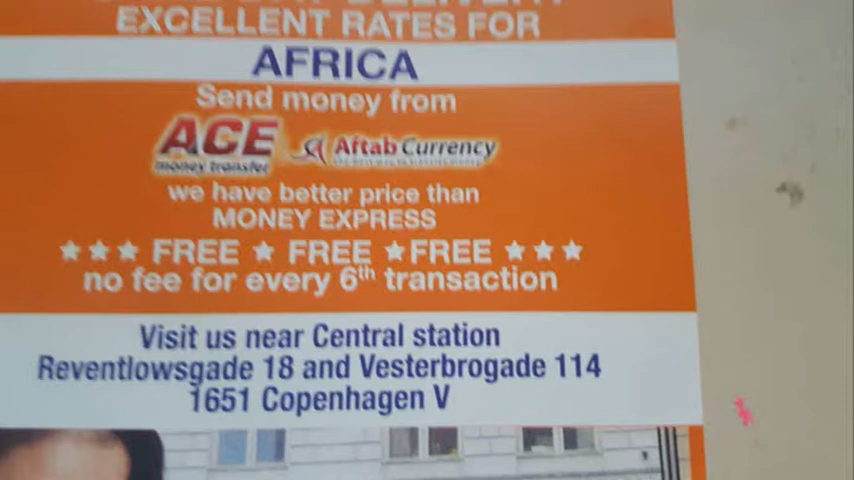 EXCELLENT RATES FOR
AFRICA
Send money from
ACE money transfer Aftab Currency
we have better price than
MONEY EXPRESS
★★★ FREE ★ FREE ★FREE ★★★
no fee for every 6th transaction
Visit us near Central station
Reventlowsgade 18 and Vesterbrogade 114
1651 Copenhagen V